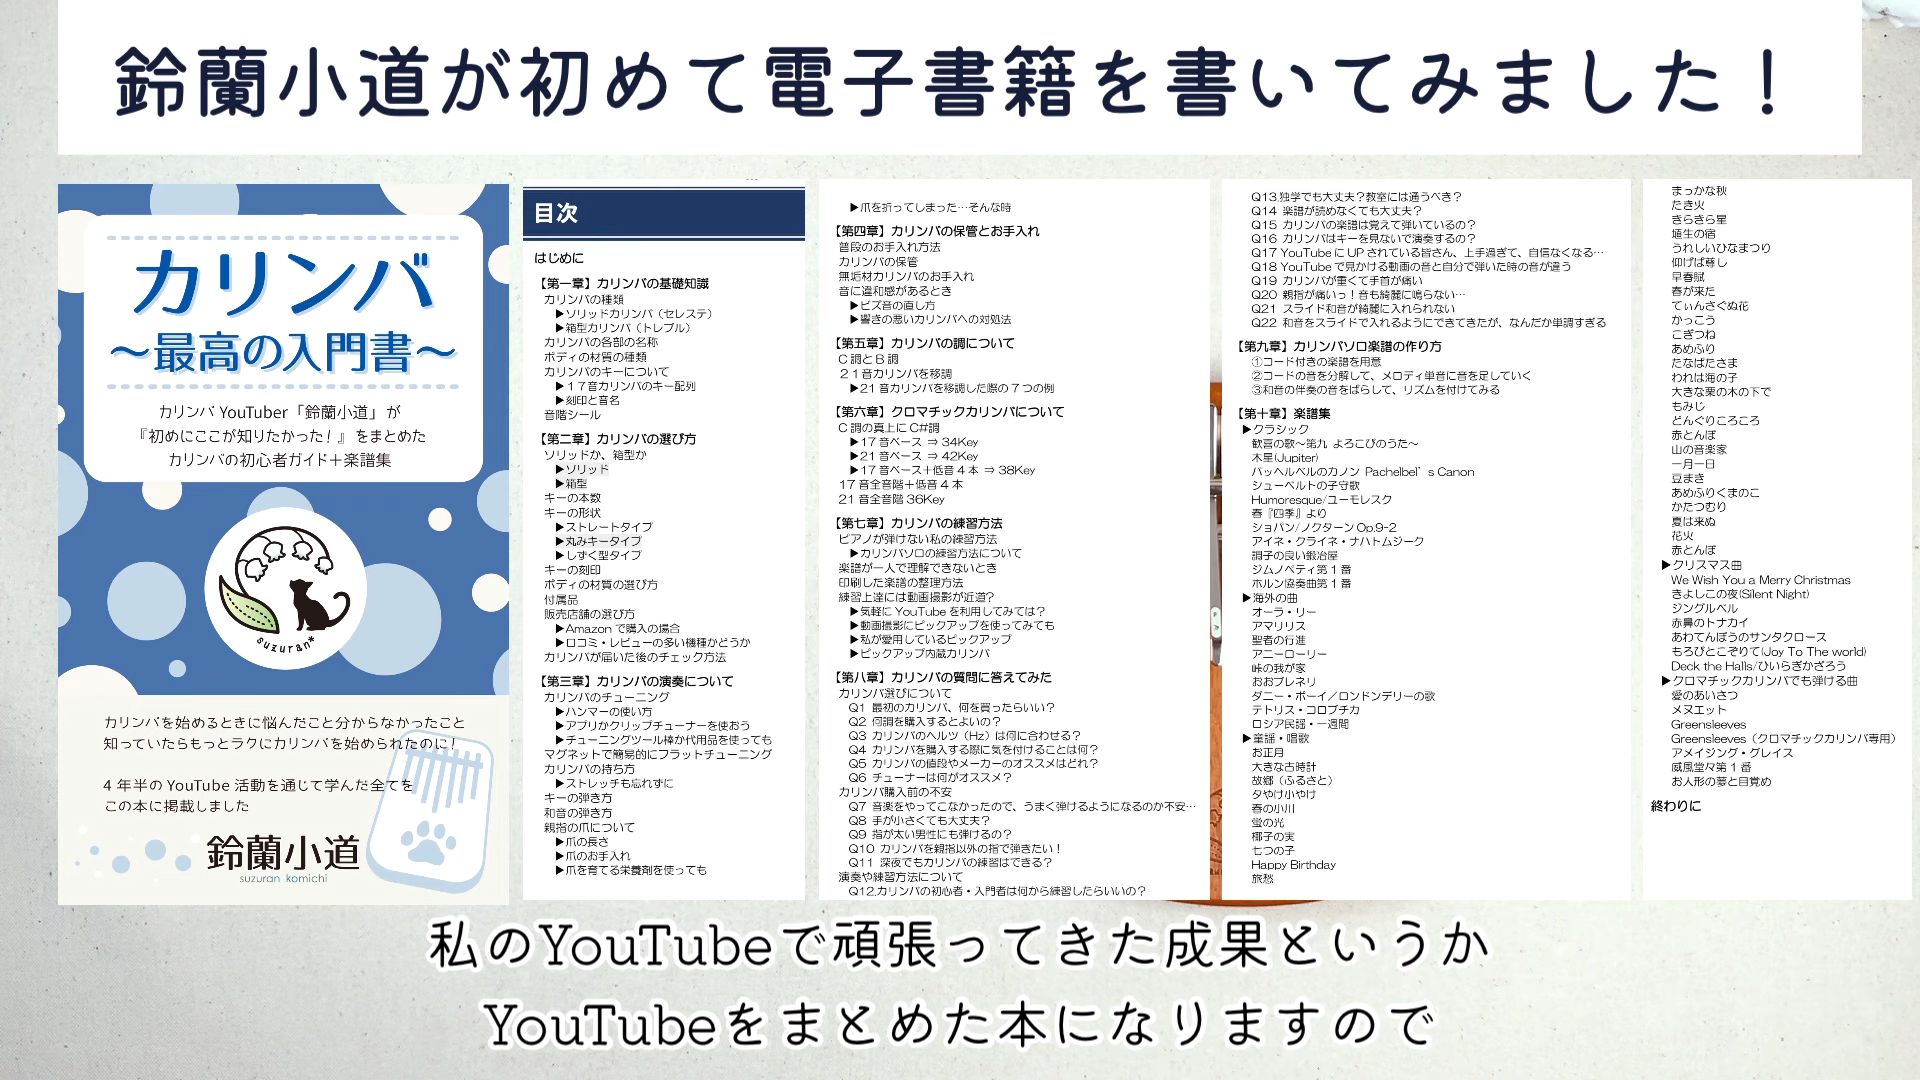 鈴蘭小道が初めて電子書籍を書いてみました！
カリンバ
～最高の入門書～
カリンバ YouTuber「鈴蘭小道」が
『初めにここが知りたかった！』をまとめた
カリンバの初心者ガイド＋楽譜集
suzuran*
カリンバを始めるときに悩んだこと分からなかったこと
知っていたらもっとラクにカリンバを始められたのに！
4 年半の YouTube 活動を通じて学んだ全てを
この本に掲載しました
鈴蘭小道
suzuran komichi
目次
はじめに
【第一章】カリンバの基礎知識
カリンバの種類
▶ソリッドカリンバ（セレステ）
▶箱型カリンバ（トレブル）
カリンバの各部の名称
ボディの材質の種類
カリンバのキーについて
▶１７音カリンバのキー配列
▶刻印と音名
音階シール
【第二章】カリンバの選び方
ソリッドか、箱型か
▶ソリッド
▶箱型
キーの本数
キーの形状
▶ストレートタイプ
▶丸みキータイプ
▶しずく型タイプ
キーの刻印
ボディの材質の選び方
付属品
販売店舗の選び方
▶Amazon で購入の場合
▶口コミ・レビューの多い機種かどうか
カリンバが届いた後のチェック方法
【第三章】カリンバの演奏について
カリンバのチューニング
▶ハンマーの使い方
▶アプリかクリップチューナーを使おう
▶チューニングツール棒か代用品を使っても
マグネットで簡易的にフラットチューニング
カリンバの持ち方
▶ストレッチも忘れずに
キーの弾き方
和音の弾き方
親指の爪について
▶爪の長さ
▶爪のお手入れ
▶爪を育てる栄養剤を使っても
▶爪を折ってしまった…そんな時
【第四章】カリンバの保管とお手入れ
普段のお手入れ方法
カリンバの保管
無垢材カリンバのお手入れ
音に違和感があるとき
▶ビズ音の直し方
▶響きの悪いカリンバへの対処法
【第五章】カリンバの調について
C 調と B 調
２１音カリンバを移調
▶21 音カリンバを移調した際の 7 つの例
【第六章】クロマチックカリンバについて
C 調の真上に C#調
▶17 音ベース ⇒ 34Key
▶21 音ベース ⇒ 42Key
▶17 音ベース＋低音 4 本 ⇒ 38Key
17 音全音階＋低音 4 本
21 音全音階 36Key
【第七章】カリンバの練習方法
ピアノが弾けない私の練習方法
▶カリンバソロの練習方法について
楽譜が一人で理解できないとき
印刷した楽譜の整理方法
練習上達には動画撮影が近道?
▶気軽に YouTube を利用してみては？
▶動画撮影にピックアップを使ってみても
▶私が愛用しているピックアップ
▶ピックアップ内蔵カリンバ
【第八章】カリンバの質問に答えてみた
カリンバ選びについて
Q1 最初のカリンバ、何を買ったらいい？
Q2 何調を購入するとよいの？
Q3 カリンバのヘルツ（Hz）は何に合わせる？
Q4 カリンバを購入する際に気を付けることは何？
Q5 カリンバの値段やメーカーのオススメはどれ？
Q6 チューナーは何がオススメ？
カリンバ購入前の不安
Q7 音楽をやってこなかったので、うまく弾けるようになるのか不安…
Q8 手が小さくても大丈夫？
Q9 指が太い男性にも弾けるの？
Q10 カリンバを親指以外の指で弾きたい！
Q11 深夜でもカリンバの練習はできる？
演奏や練習方法について
Q12.カリンバの初心者・入門者は何から練習したらいいの？
Q13.独学でも大丈夫？教室には通うべき？
Q14 楽譜が読めなくても大丈夫？
Q15 カリンバの楽譜は覚えて弾いているの？
Q16 カリンバはキーを見ないで演奏するの？
Q17 YouTube に UP されている皆さん、上手過ぎて、自信なくなる…
Q18 YouTube で見かける動画の音と自分で弾いた時の音が違う
Q19 カリンバが重くて手首が痛い
Q20 親指が痛いっ！音も綺麗に鳴らない…
Q21 スライド和音が綺麗に入れられない
Q22 和音をスライドで入れるようにできてきたが、なんだか単調すぎる
【第九章】カリンバソロ楽譜の作り方
①コード付きの楽譜を用意
②コードの音を分解して、メロディ単音に音を足していく
③和音の伴奏の音をばらして、リズムを付けてみる
【第十章】楽譜集
▶クラシック
歓喜の歌～第九 よろこびのうた～
木星(Jupiter)
パッヘルベルのカノン Pachelbel’s Canon
シューベルトの子守歌
Humoresque/ユーモレスク
春『四季』より
ショパン/ノクターン Op.9-2
アイネ・クライネ・ナハトムジーク
調子の良い鍛冶屋
ジムノペティ第 1 番
ホルン協奏曲第 1 番
▶海外の曲
オーラ・リー
アマリリス
聖者の行進
アニーローリー
峠の我が家
おおブレネリ
ダニー・ボーイ／ロンドンデリーの歌
テトリス・コロブチカ
ロシア民謡・一週間
▶童謡・唱歌
お正月
大きな古時計
故郷（ふるさと）
夕やけ小やけ
春の小川
蛍の光
椰子の実
七つの子
Happy Birthday
旅愁
まっかな秋
たき火
きらきら星
埴生の宿
うれしいひなまつり
仰げば尊し
早春賦
春が来た
てぃんさぐぬ花
かっこう
こぎつね
あめふり
たなばたさま
われは海の子
大きな栗の木の下で
もみじ
どんぐりころころ
赤とんぼ
山の音楽家
一月一日
豆まき
あめふりくまのこ
かたつむり
夏は来ぬ
花火
赤とんぼ
▶クリスマス曲
We Wish You a Merry Christmas
きよしこの夜(Silent Night)
ジングルベル
赤鼻のトナカイ
あわてんぼうのサンタクロース
もろびとこぞりて(Joy To The world)
Deck the Halls/ひいらぎかざろう
▶クロマチックカリンバでも弾ける曲
愛のあいさつ
メヌエット
Greensleeves
Greensleeves（クロマチックカリンバ専用）
アメイジング・グレイス
威風堂々第 1 番
お人形の夢と目覚め
終わりに
私のYouTubeで頑張ってきた成果というか
YouTubeをまとめた本になりますので